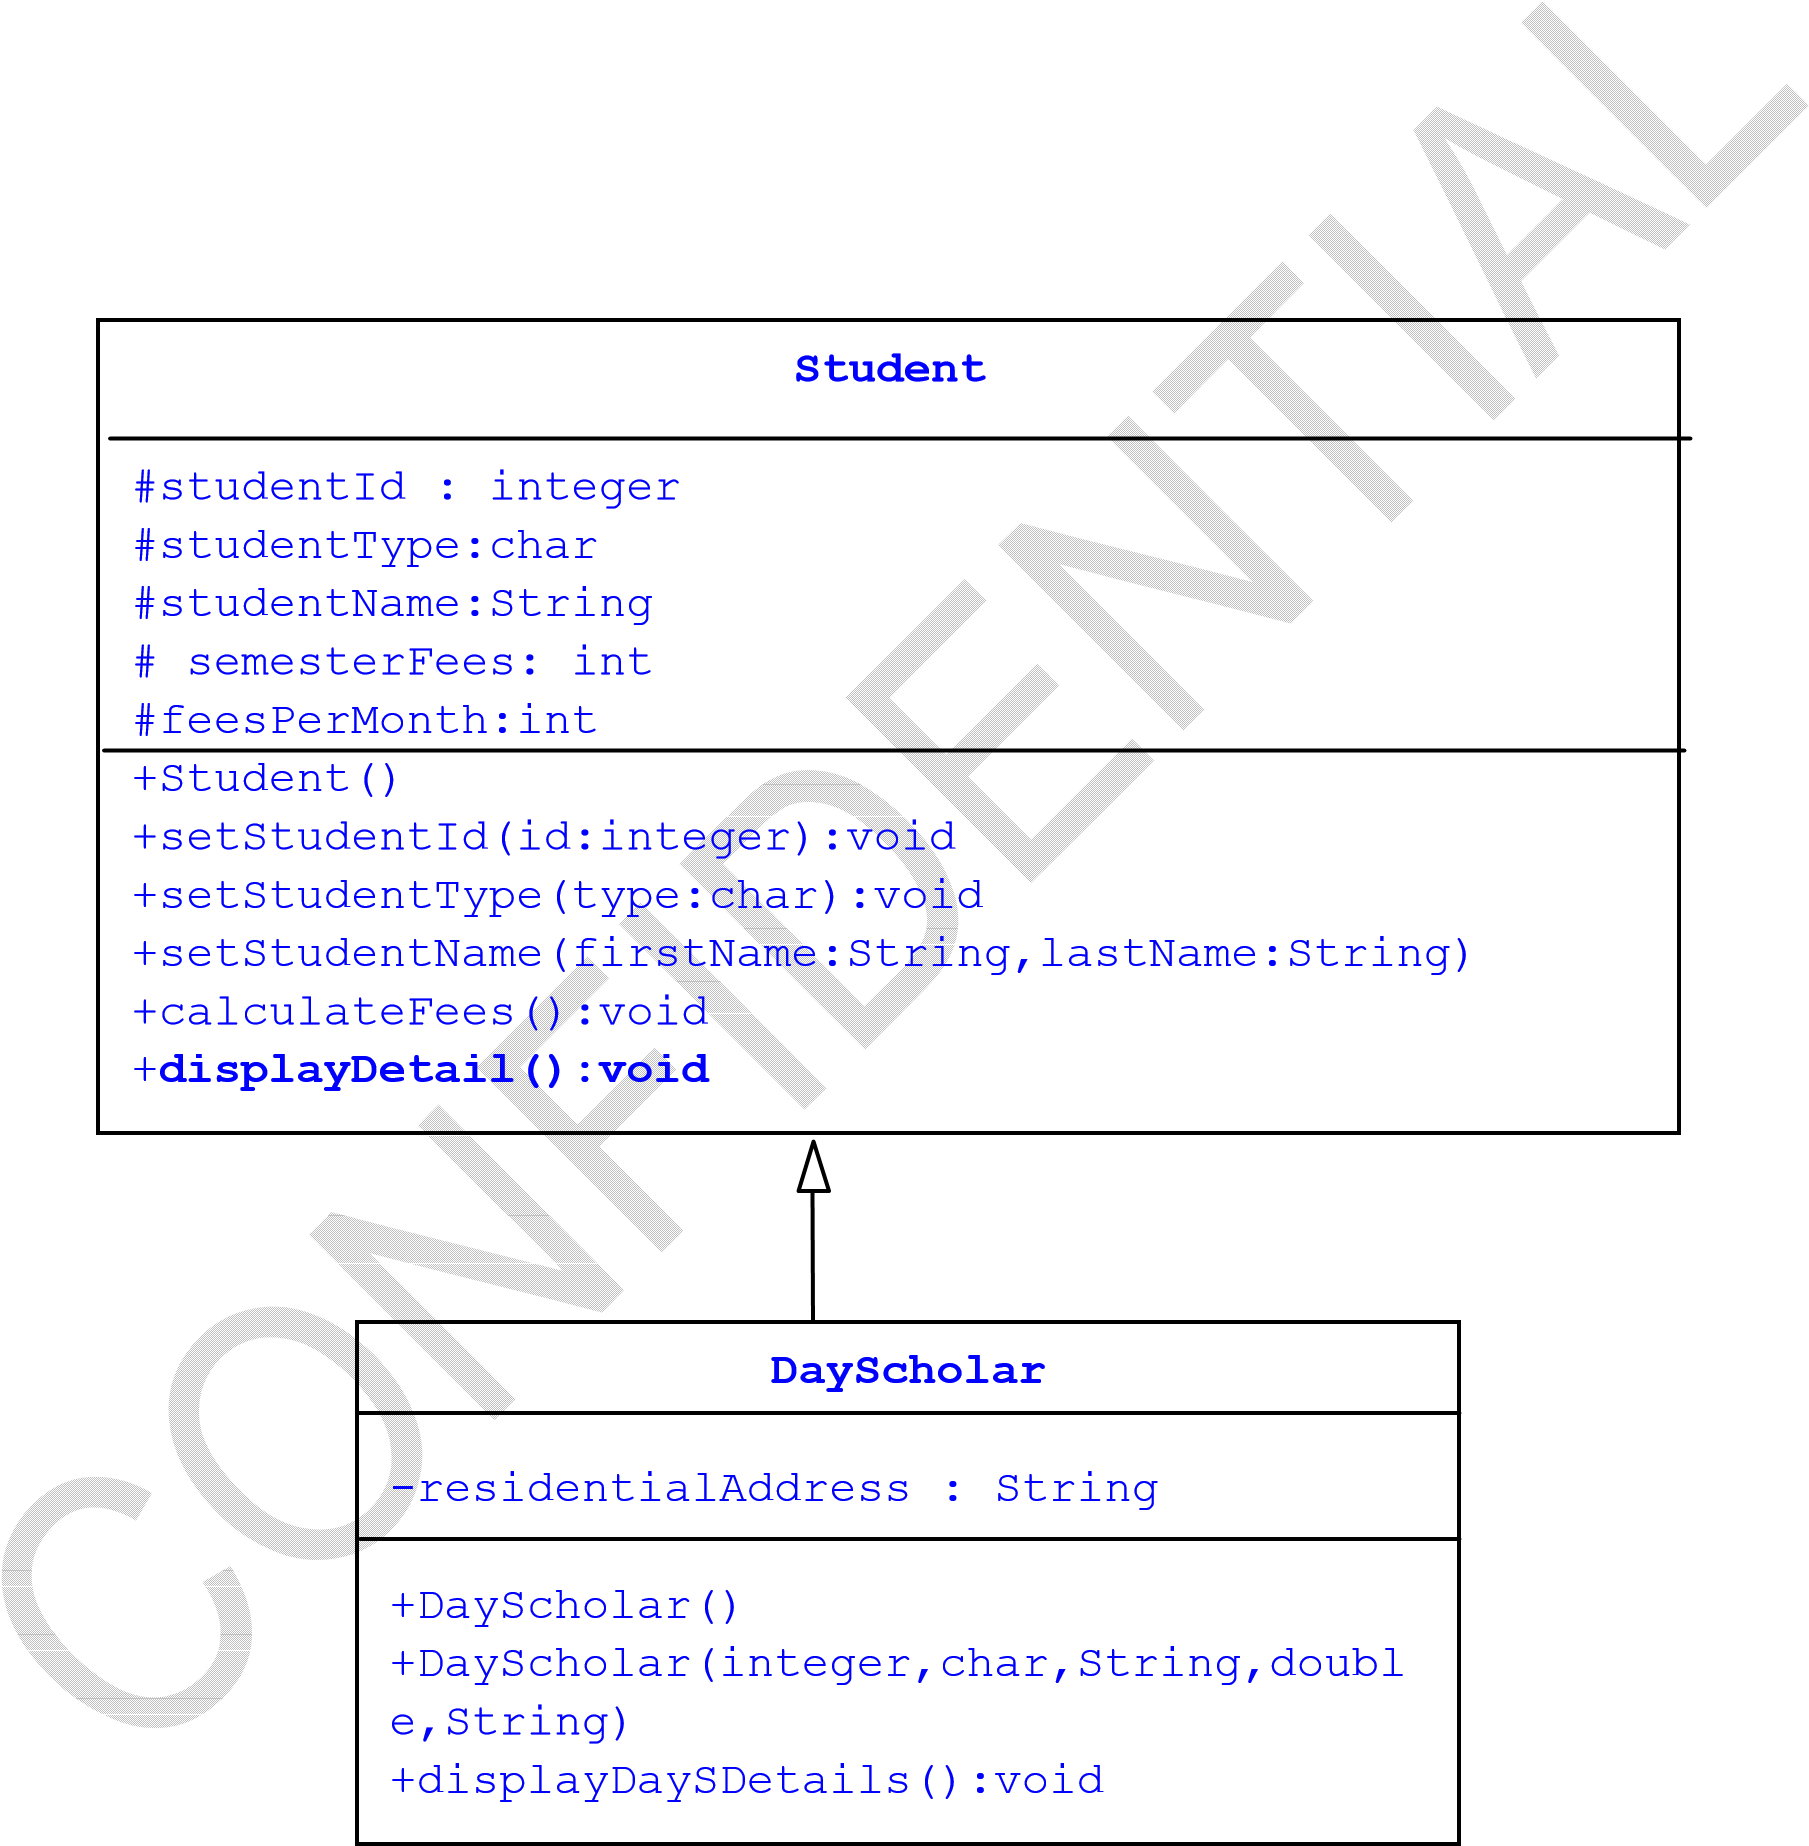 CONFIDENTIAL
Student
#studentId : integer
#studentType:char
#studentName:String
# semesterFees: int
#feesPerMonth:int
+Student()
+setStudentId(id:integer):void
+setStudentType(type:char):void
+setStudentName(firstName:String,lastName:String)
+calculateFees():void
+displayDetail():void
DayScholar
-residentialAddress : String
+DayScholar()
+DayScholar(integer,char,String,doubl
e,String)
+displayDaySDetails():void